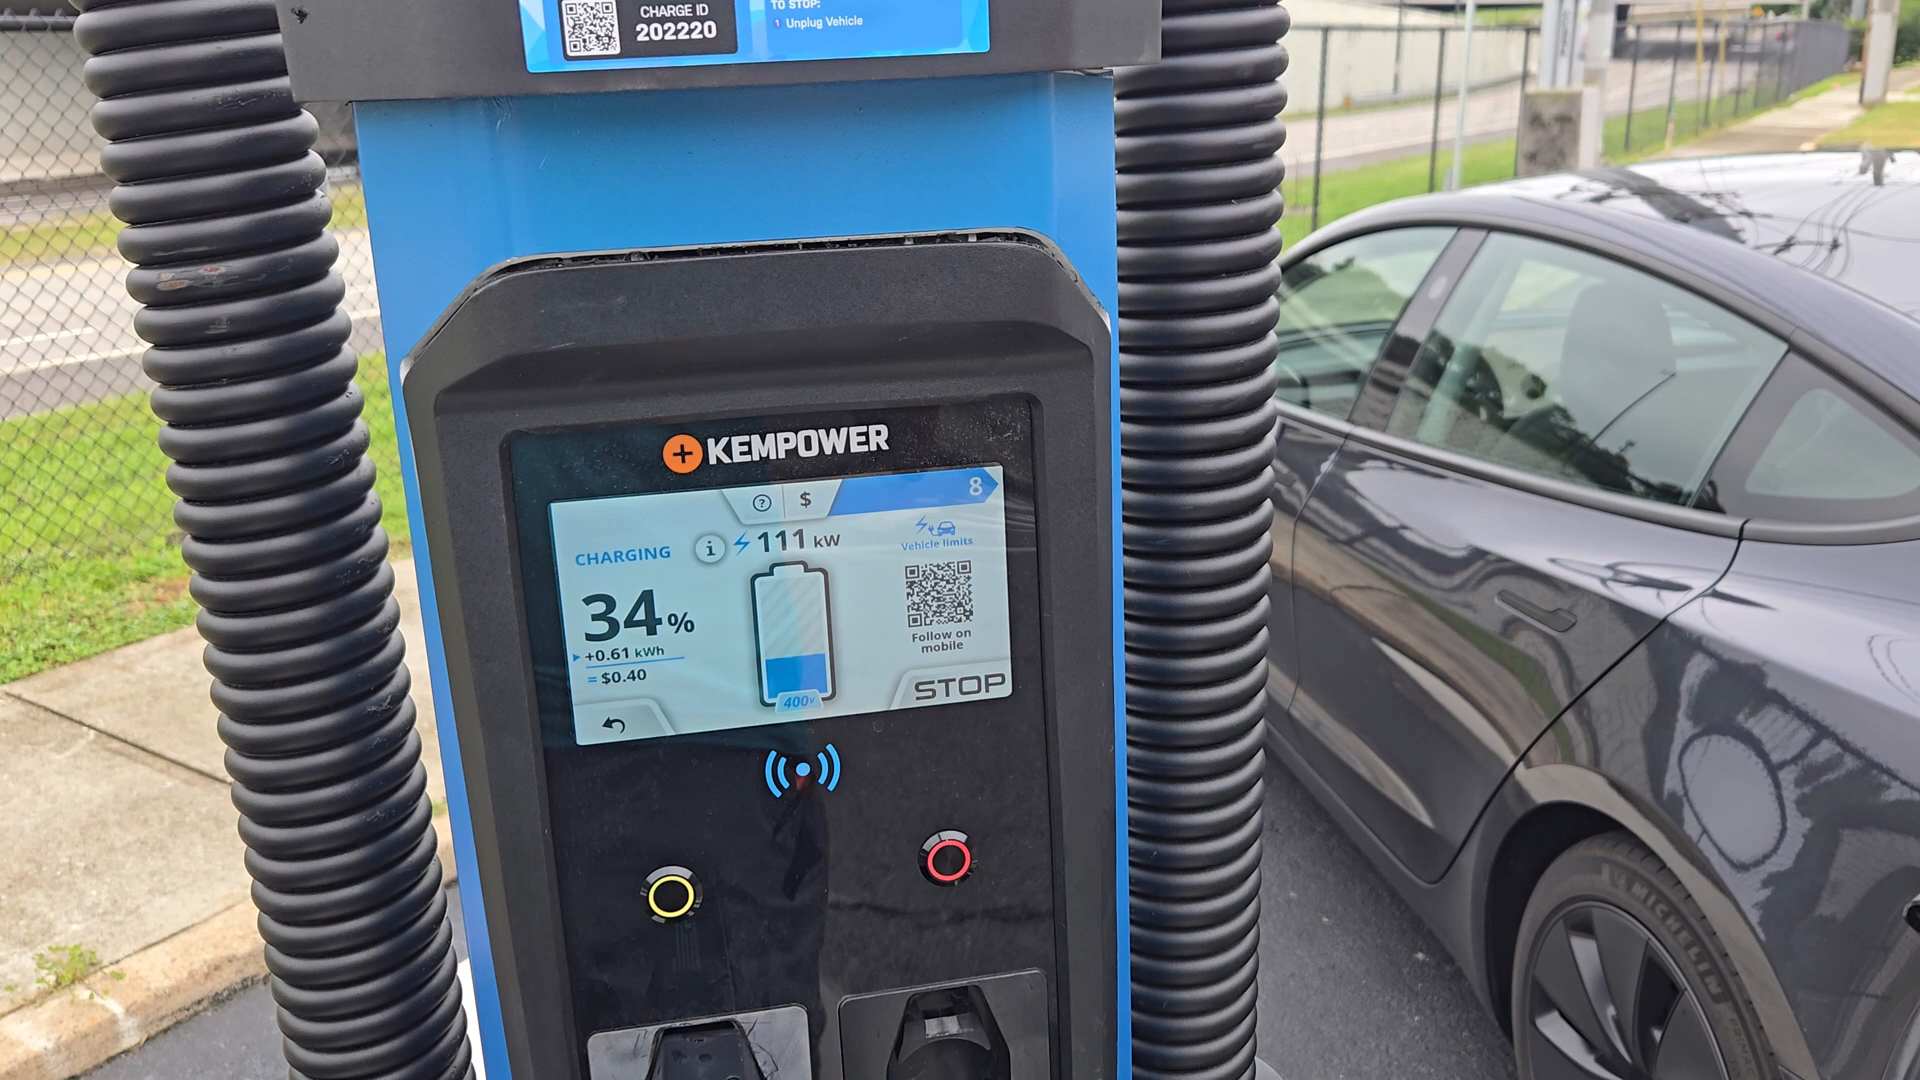 CHARGE ID
202220
TO STOP:
1 Unplug Vehicle
+ KEMPOWER
? $ 8
CHARGING
i 111 kW
Vehicle limits
34%
+0.61 kWh
= $0.40
Follow on
mobile
400V
STOP
MICHELIN